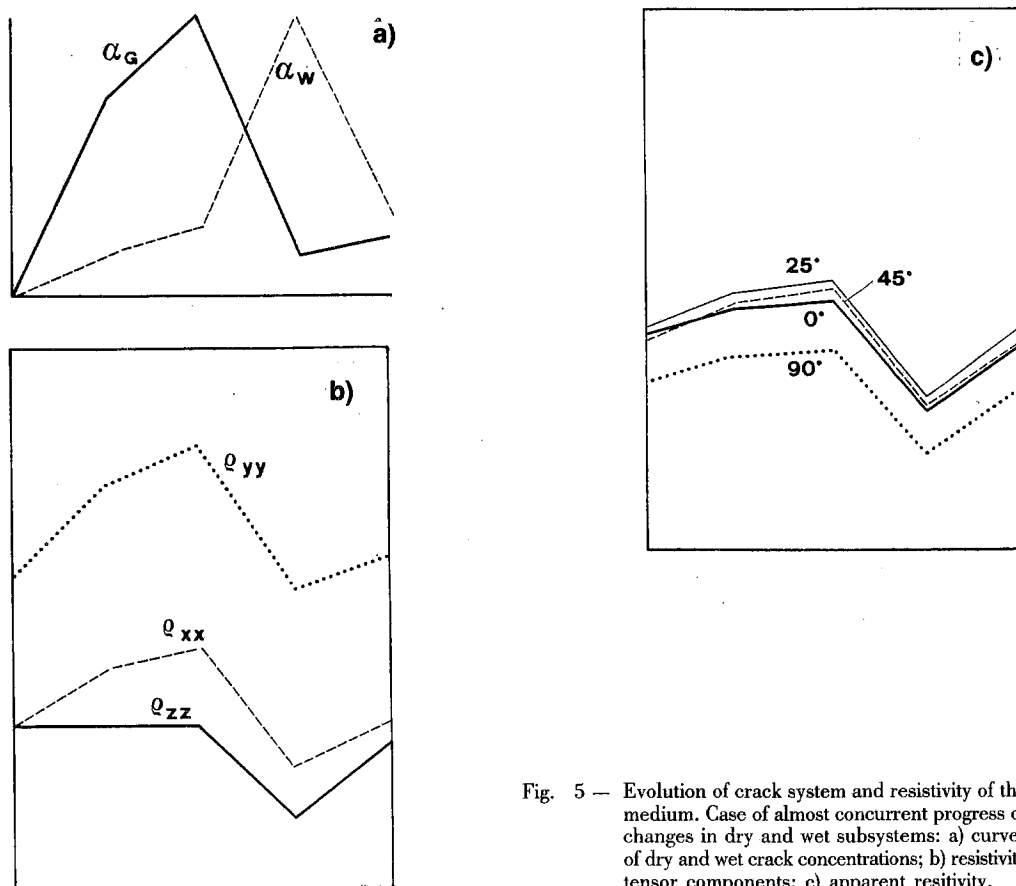 a)
αG
αW
b)
ϱyy
ϱxx
ϱzz
c)
25°
45°
0°
90°
Fig. 5 — Evolution of crack system and resistivity of th
medium. Case of almost concurrent progress o
changes in dry and wet subsystems: a) curve
of dry and wet crack concentrations; b) resistivit
tensor components; c) apparent resitivity.